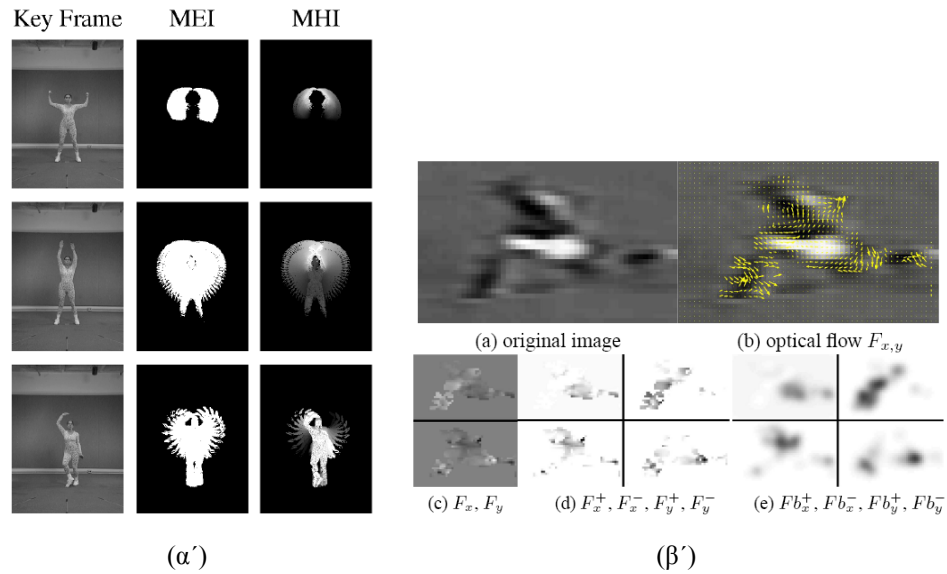 Key Frame MEI MHI
(a) original image (b) optical flow F_{x,y}
(c) F_x, F_y (d) F_x^+, F_x^-, F_y^+, F_y^- (e) Fb_x^+, Fb_x^-, Fb_y^+, Fb_y^-
(α΄) (β΄)